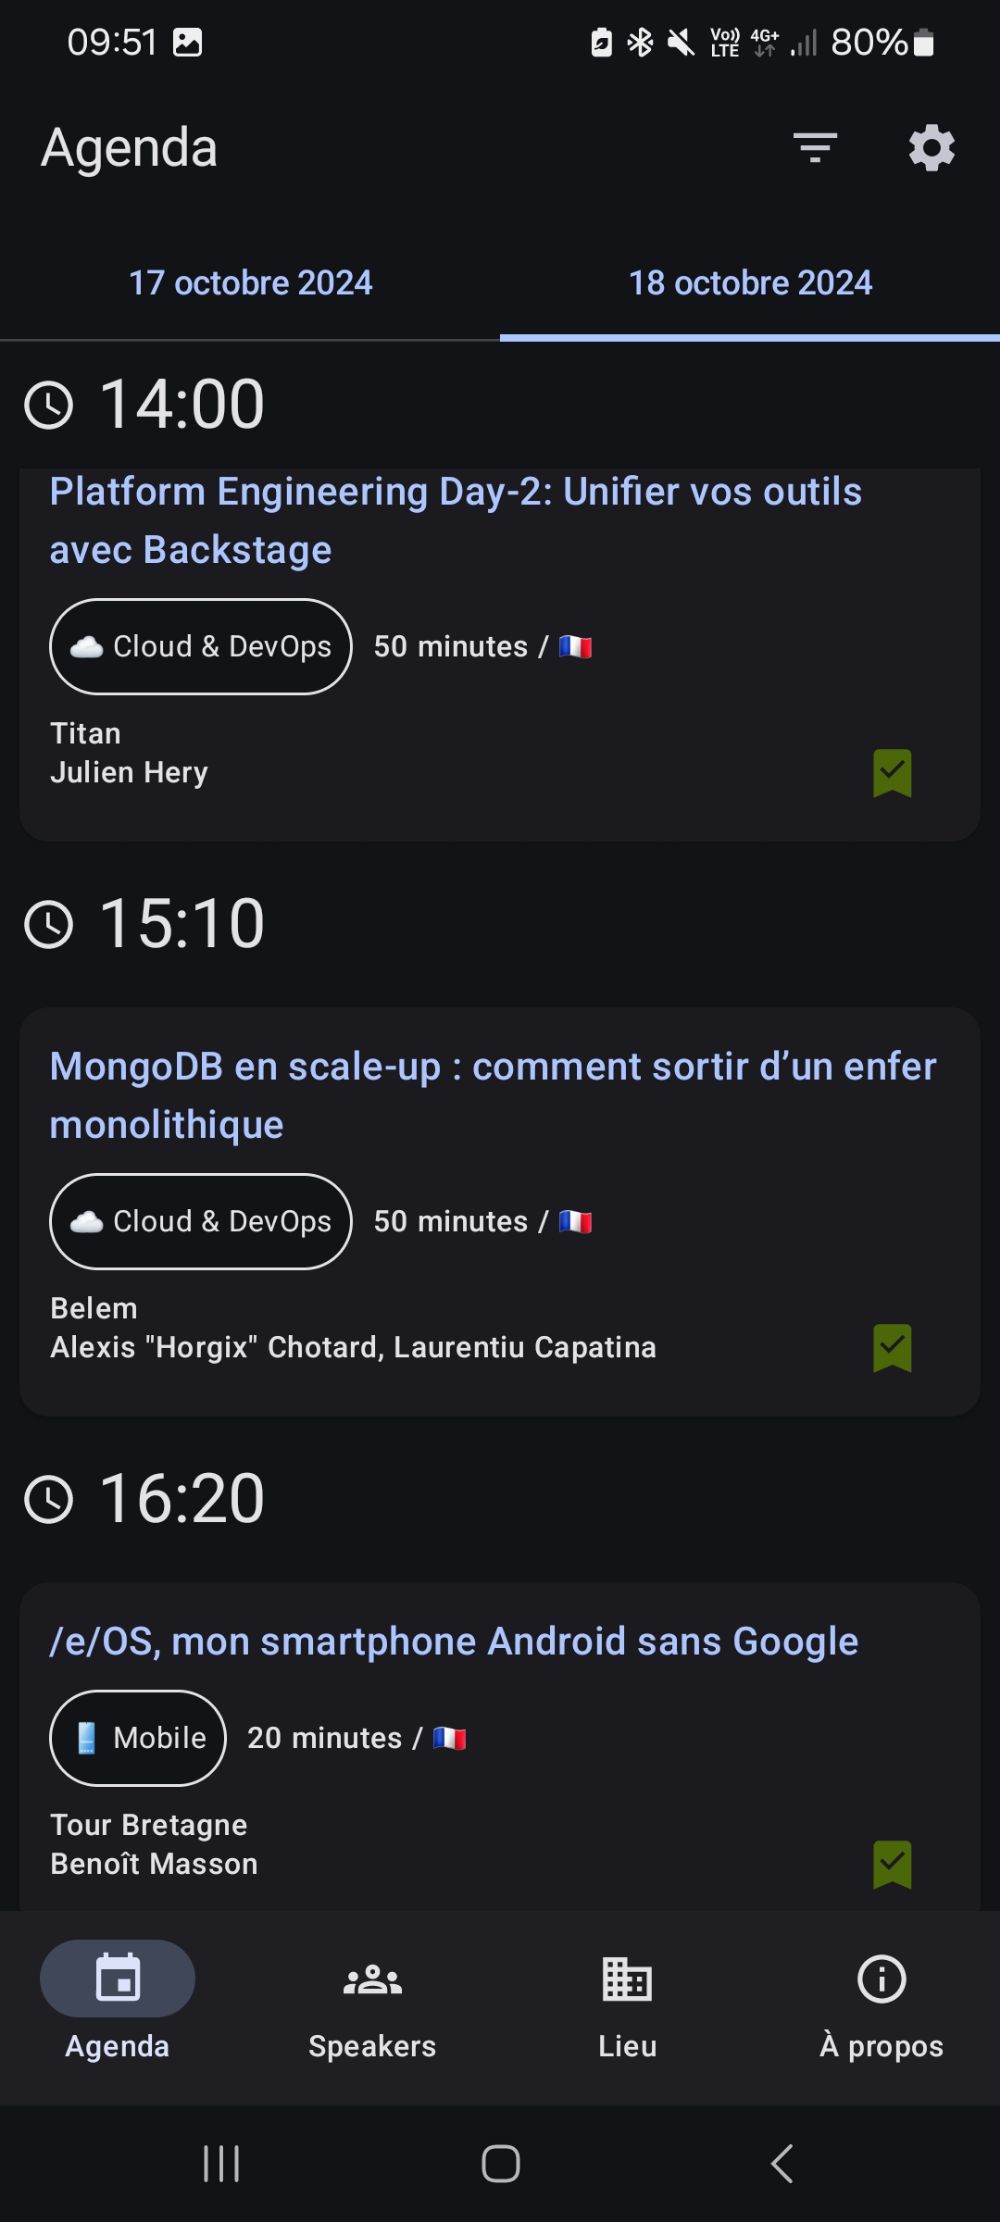 09:51
Vo)) LTE 4G+ 80%
Agenda
17 octobre 2024
18 octobre 2024
14:00
Platform Engineering Day-2: Unifier vos outils
avec Backstage
Cloud & DevOps 50 minutes /
Titan
Julien Hery
15:10
MongoDB en scale-up : comment sortir d’un enfer
monolithique
Cloud & DevOps 50 minutes /
Belem
Alexis "Horgix" Chotard, Laurentiu Capatina
16:20
/e/OS, mon smartphone Android sans Google
Mobile 20 minutes /
Tour Bretagne
Benoît Masson
Agenda
Speakers
Lieu
À propos